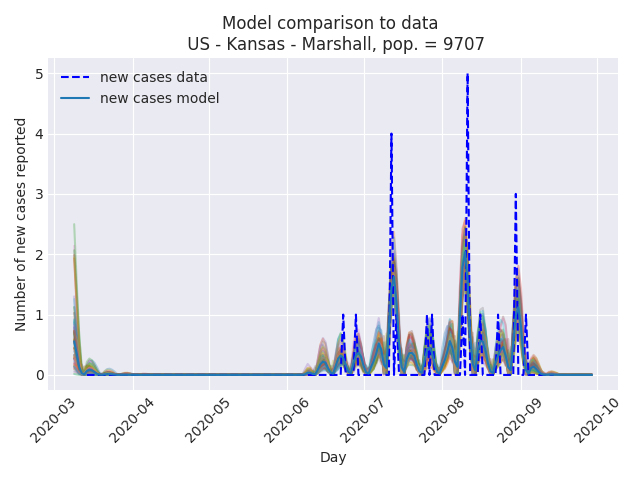 Model comparison to data
US - Kansas - Marshall, pop. = 9707
new cases data
new cases model
Number of new cases reported
5
4
3
2
1
0
2020-03
2020-04
2020-05
2020-06
2020-07
2020-08
2020-09
2020-10
Day